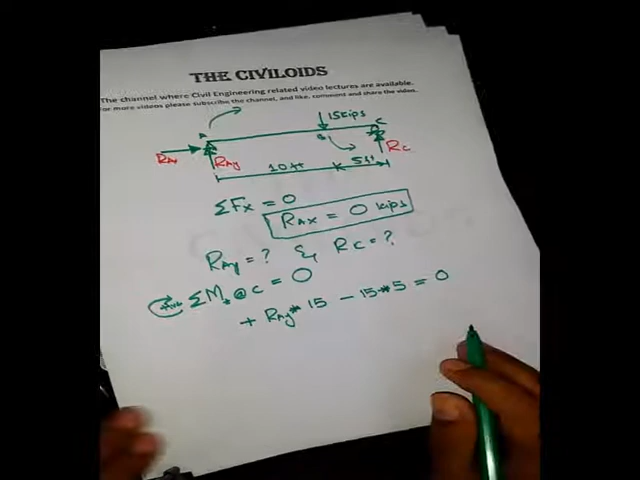 THE CIVILOIDS
The channel where Civil Engineering related video lectures are available.
For more videos please subscribe the channel, and like, comment and share the video.
15kips
A
B
C
RAx
RAy
RC
10ft
5ft
ΣFx = 0
RAx = 0 kips
RAy = ? & RC = ?
+ive ΣM @ C = 0
+ RAy * 15 - 15 * 5 = 0